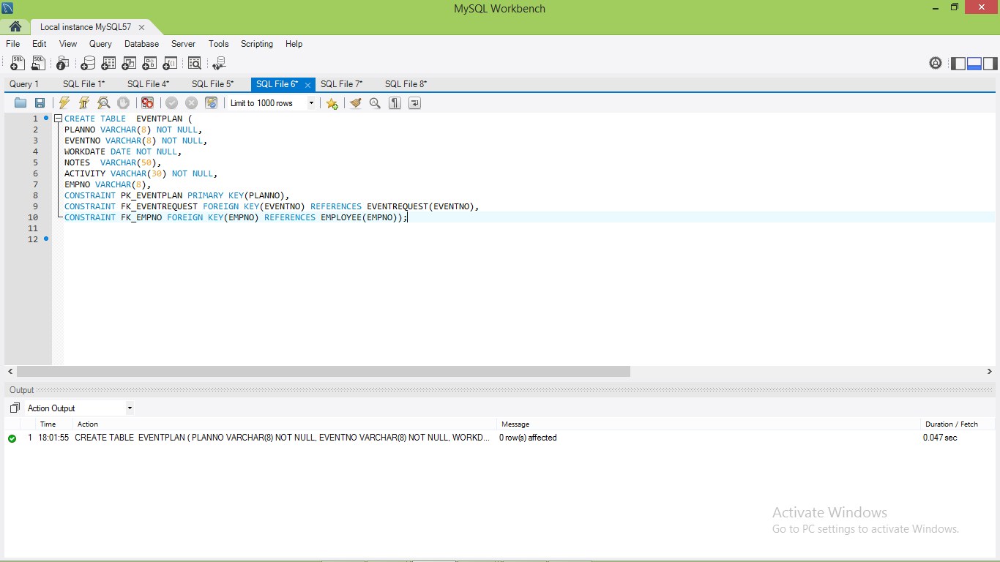 MySQL Workbench
Local instance MySQL57
File Edit View Query Database Server Tools Scripting Help
Query 1 SQL File 1* SQL File 4* SQL File 5* SQL File 6* SQL File 7* SQL File 8*
Limit to 1000 rows
1 CREATE TABLE  EVENTPLAN (
2 PLANNO VARCHAR(8) NOT NULL,
3 EVENTNO VARCHAR(8) NOT NULL,
4 WORKDATE DATE NOT NULL,
5 NOTES  VARCHAR(50),
6 ACTIVITY VARCHAR(30) NOT NULL,
7 EMPNO VARCHAR(8),
8 CONSTRAINT PK_EVENTPLAN PRIMARY KEY(PLANNO),
9 CONSTRAINT FK_EVENTREQUEST FOREIGN KEY(EVENTNO) REFERENCES EVENTREQUEST(EVENTNO),
10 CONSTRAINT FK_EMPNO FOREIGN KEY(EMPNO) REFERENCES EMPLOYEE(EMPNO));
11
12
Output
Action Output
Time Action Message Duration / Fetch
1 18:01:55 CREATE TABLE  EVENTPLAN ( PLANNO VARCHAR(8) NOT NULL, EVENTNO VARCHAR(8) NOT NULL, WORKD... 0 row(s) affected 0.047 sec
Activate Windows
Go to PC settings to activate Windows.